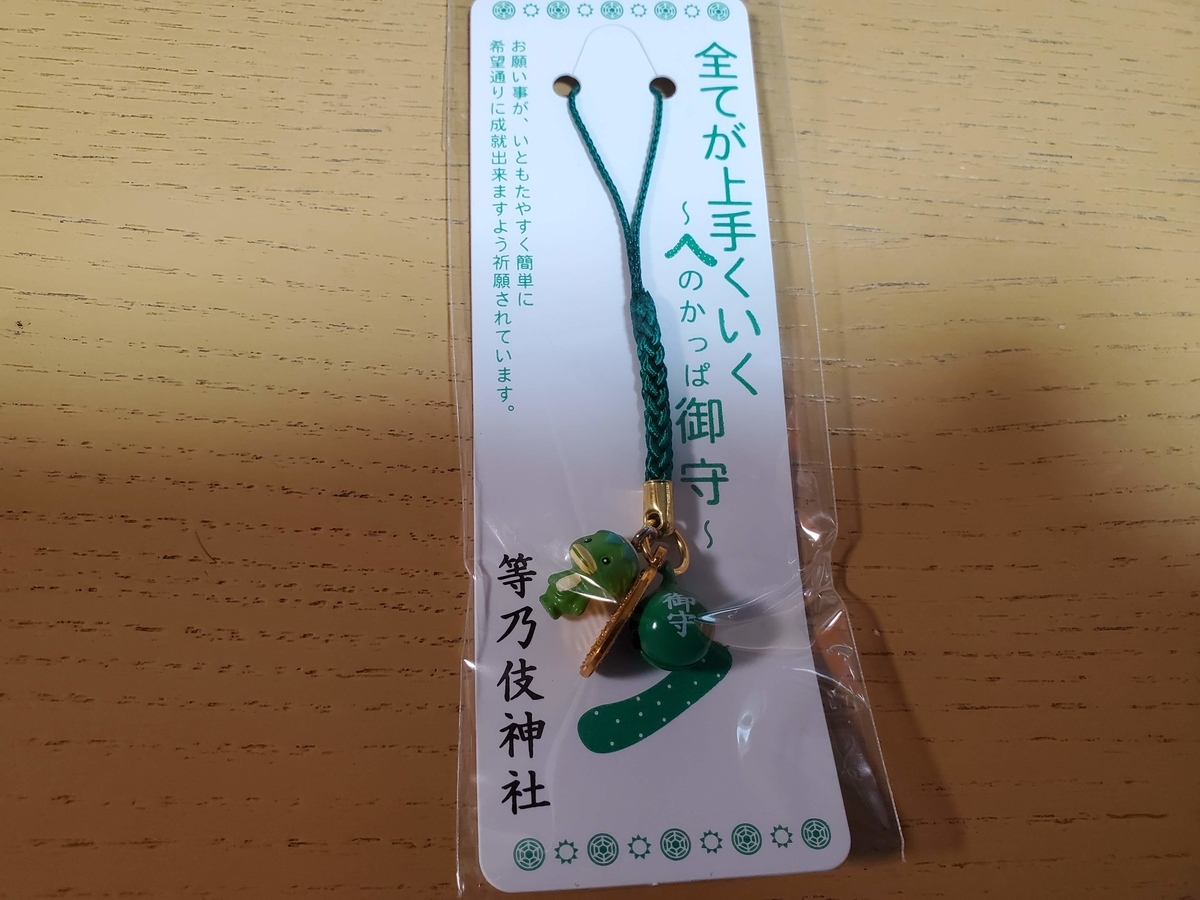 全てが上手くいく
～へのかっぱ御守～
お願い事が、いともたやすく簡単に
希望通りに成就出来ますよう祈願されています。
御守
等乃伎神社